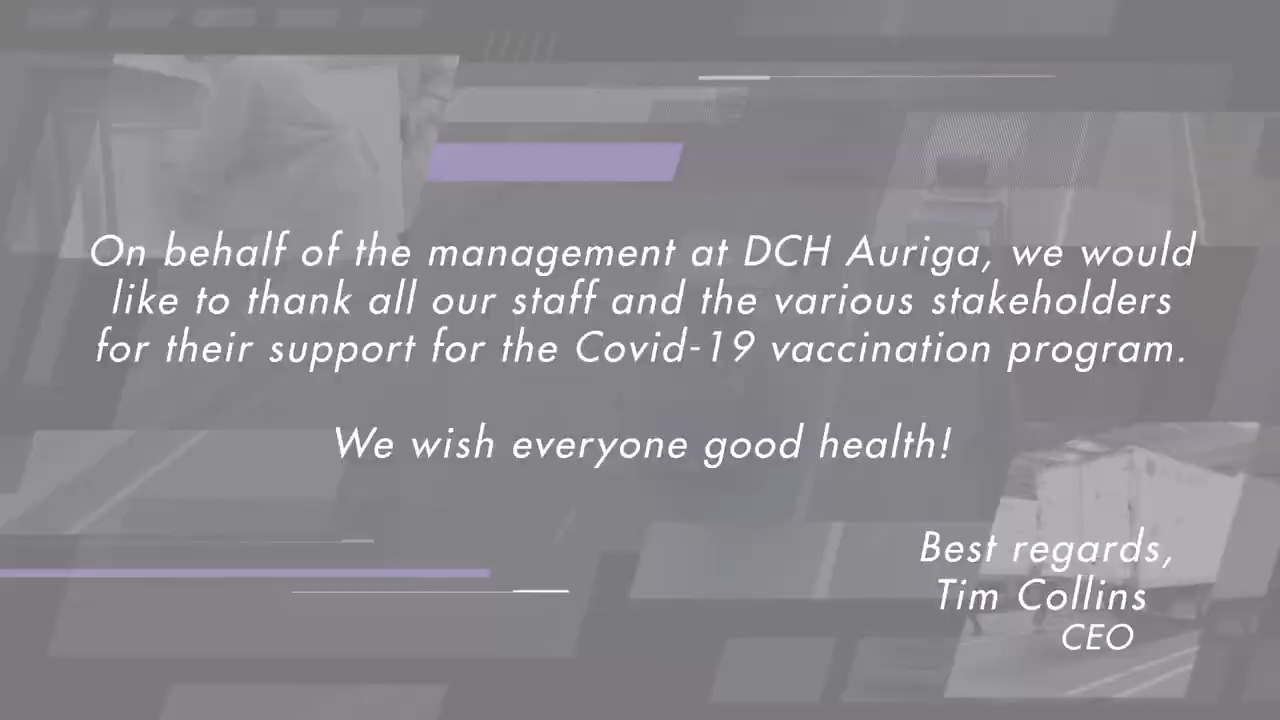 On behalf of the management at DCH Auriga, we would
like to thank all our staff and the various stakeholders
for their support for the Covid-19 vaccination program.
We wish everyone good health!
Best regards,
Tim Collins
CEO